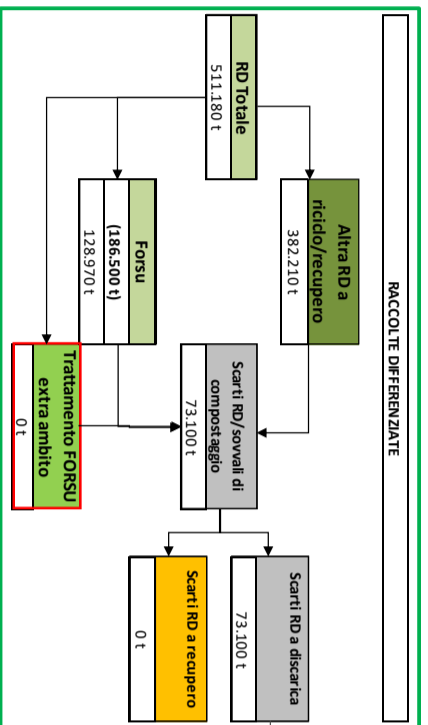 RACCOLTE DIFFERENZIATE
RD Totale
511.180 t
Altra RD a
riciclo/recupero
382.210 t
Forsu
(186.500 t)
128.970 t
Trattamento FORSU
extra ambito
0 t
Scarti RD/sovvali di
compostaggio
73.100 t
Scarti RD a discarica
73.100 t
Scarti RD a recupero
0 t